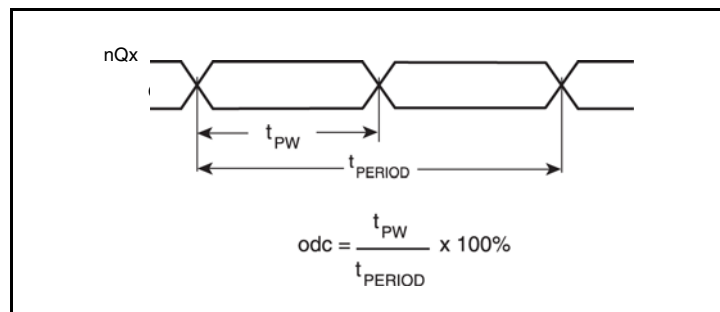 nQx
tPW
tPERIOD
odc = tPW / tPERIOD x 100%